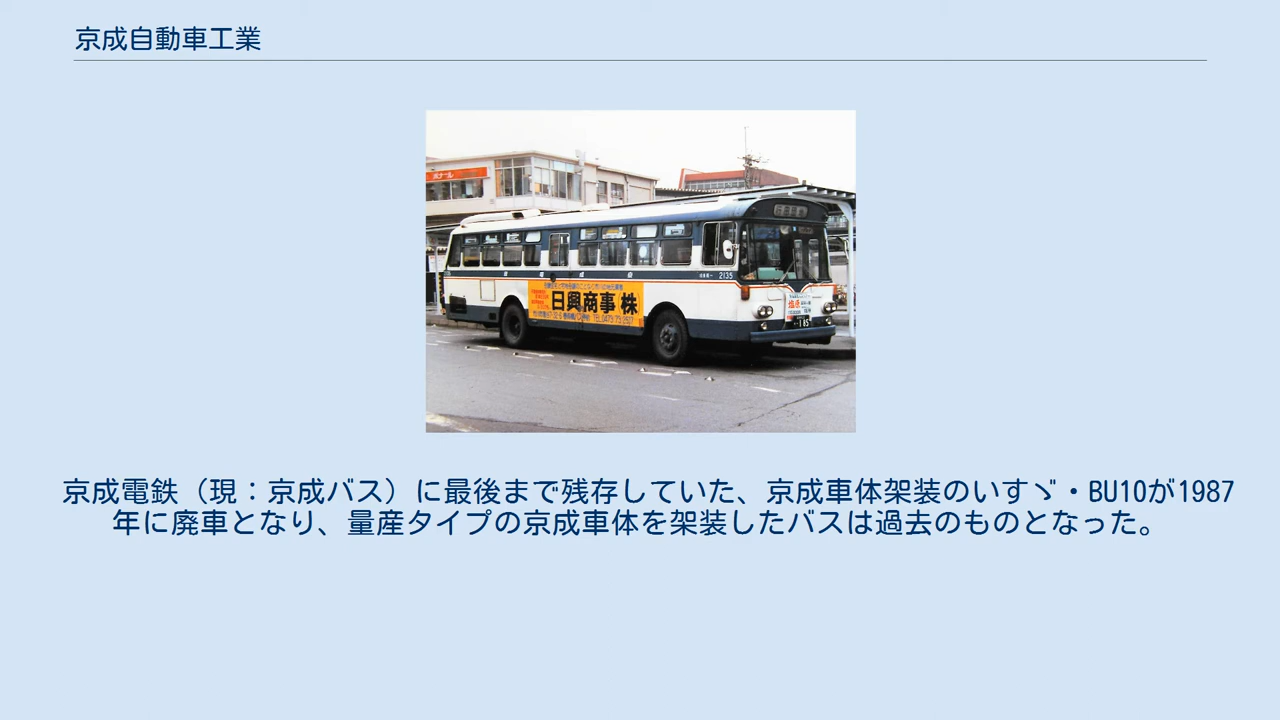 京成自動車工業
日興商事㈱
2135
185
京成電鉄（現：京成バス）に最後まで残存していた、京成車体架装のいすゞ・BU10が1987
年に廃車となり、量産タイプの京成車体を架装したバスは過去のものとなった。